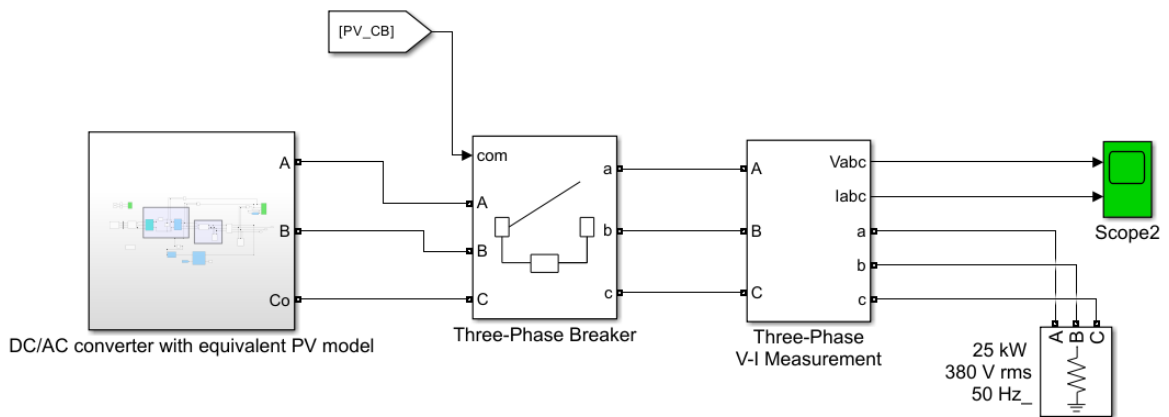 [PV_CB]
A
B
Co
DC/AC converter with equivalent PV model
com
A
B
C
a
b
c
Three-Phase Breaker
A
B
C
Vabc
Iabc
a
b
c
Three-Phase
V-I Measurement
Scope2
A B C
25 kW
380 V rms
50 Hz_